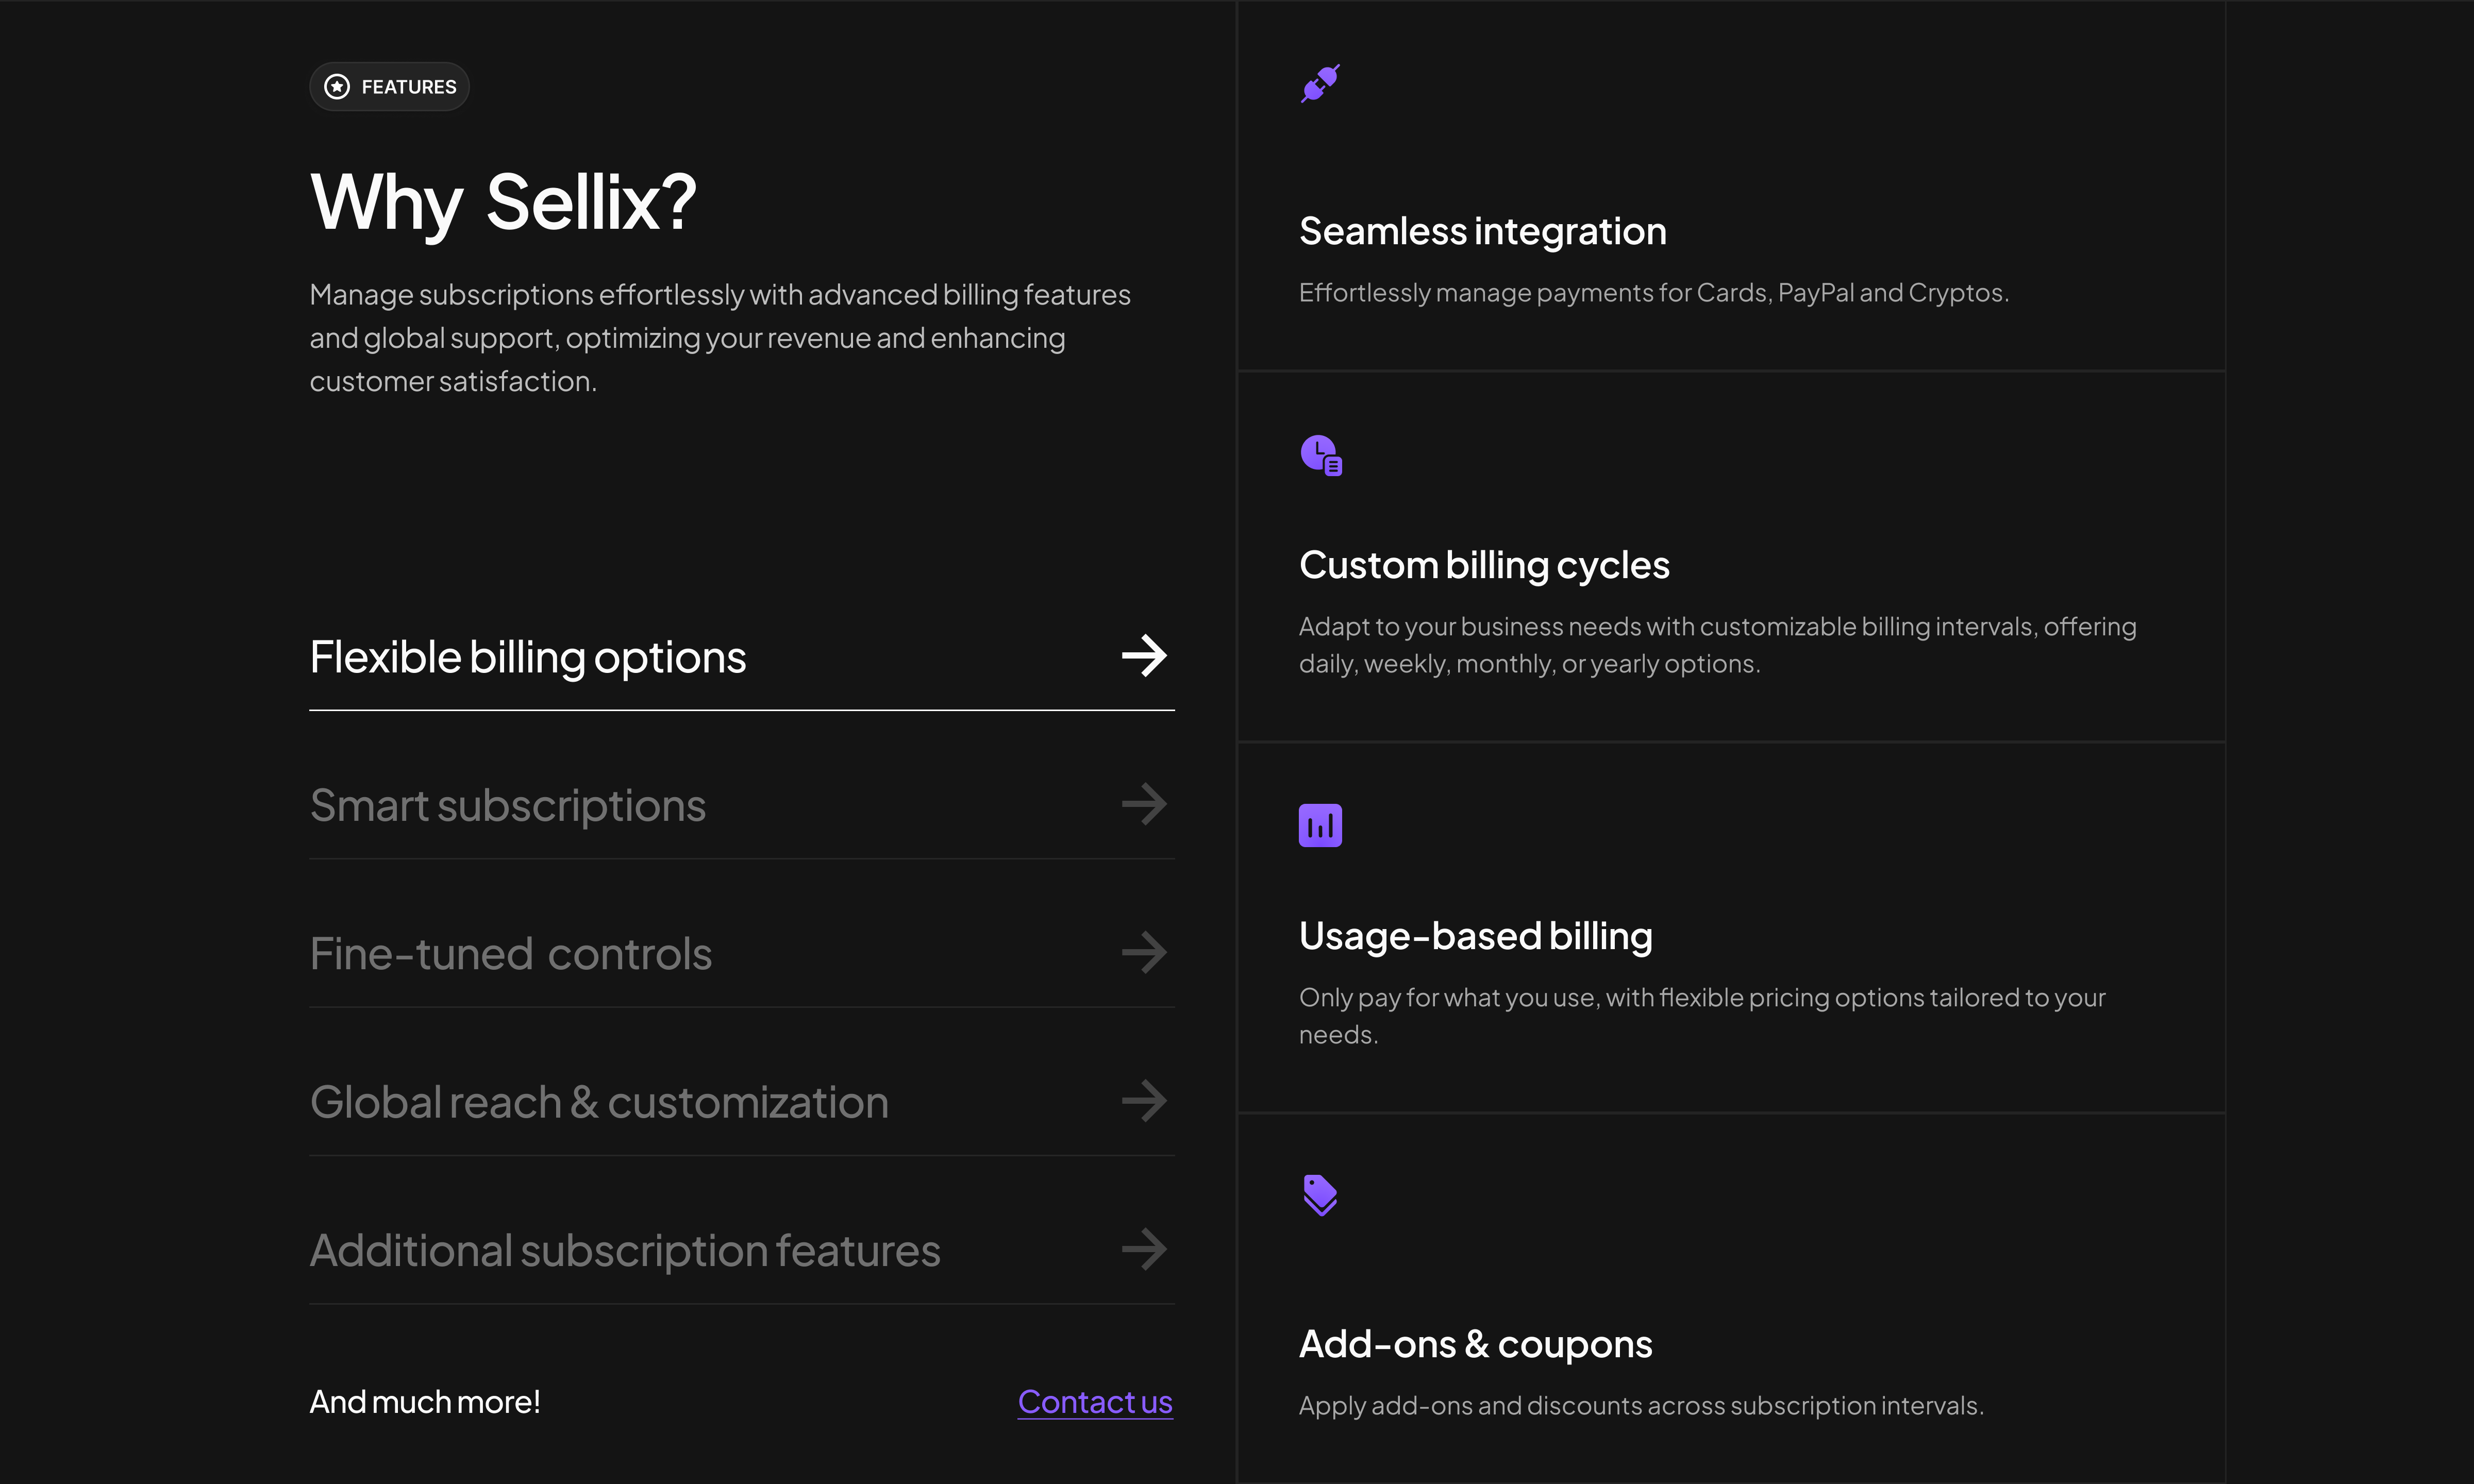 FEATURES
Why Sellix?
Manage subscriptions effortlessly with advanced billing features
and global support, optimizing your revenue and enhancing
customer satisfaction.
Flexible billing options
Smart subscriptions
Fine-tuned controls
Global reach & customization
Additional subscription features
And much more!
Contact us
Seamless integration
Effortlessly manage payments for Cards, PayPal and Cryptos.
Custom billing cycles
Adapt to your business needs with customizable billing intervals, offering
daily, weekly, monthly, or yearly options.
Usage-based billing
Only pay for what you use, with flexible pricing options tailored to your
needs.
Add-ons & coupons
Apply add-ons and discounts across subscription intervals.